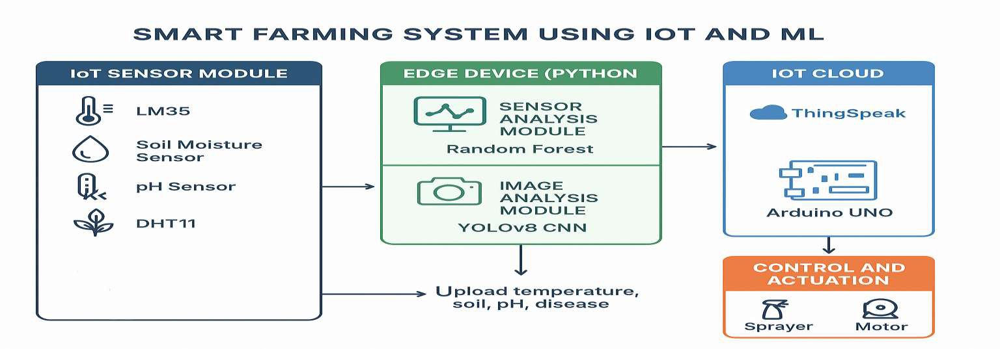 SMART FARMING SYSTEM USING IOT AND ML
IoT SENSOR MODULE
LM35
Soil Moisture
Sensor
pH Sensor
DHT11
EDGE DEVICE (PYTHON
SENSOR
ANALYSIS
MODULE
Random Forest
IMAGE
ANALYSIS
MODULE
YOLOv8 CNN
Upload temperature,
soil, pH, disease
IOT CLOUD
ThingSpeak
Arduino UNO
CONTROL AND
ACTUATION
Sprayer
Motor